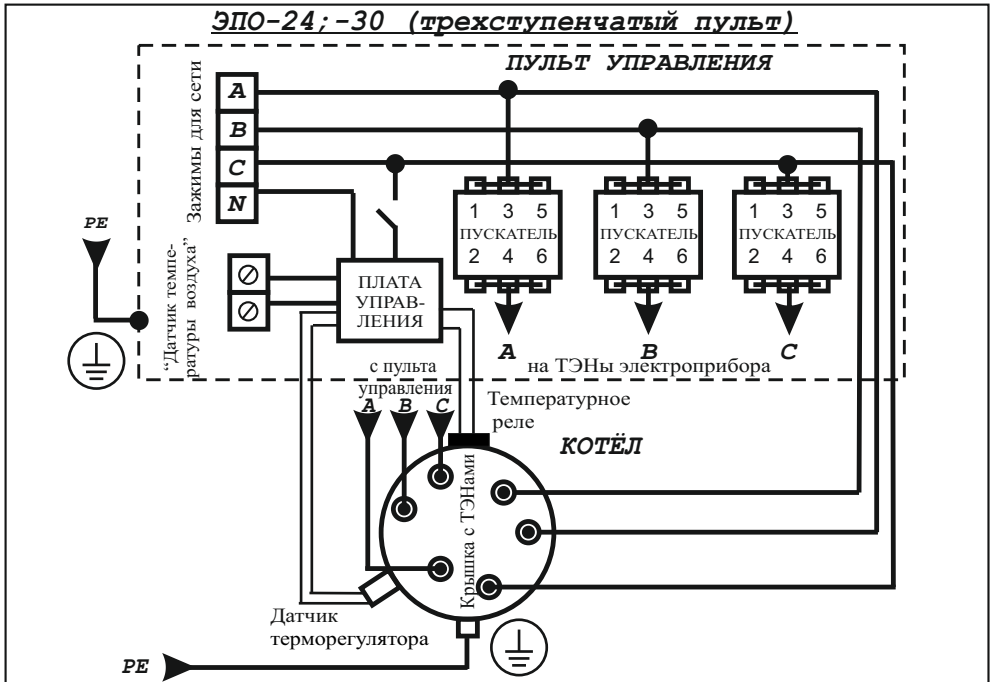 ЭПО-24; -30 (трехступенчатый пульт)
ПУЛЬТ УПРАВЛЕНИЯ
Зажимы для сети
A
B
C
N
PE
“Датчик темпе-
ратуры воздуха”
ПЛАТА
УПРАВ-
ЛЕНИЯ
1 3 5
ПУСКАТЕЛЬ
2 4 6
1 3 5
ПУСКАТЕЛЬ
2 4 6
1 3 5
ПУСКАТЕЛЬ
2 4 6
A
B
C
на ТЭНы электроприбора
с пульта
управления
A
B
C
Температурное
реле
КОТЁЛ
Крышка с ТЭНами
Датчик
терморегулятора
PE